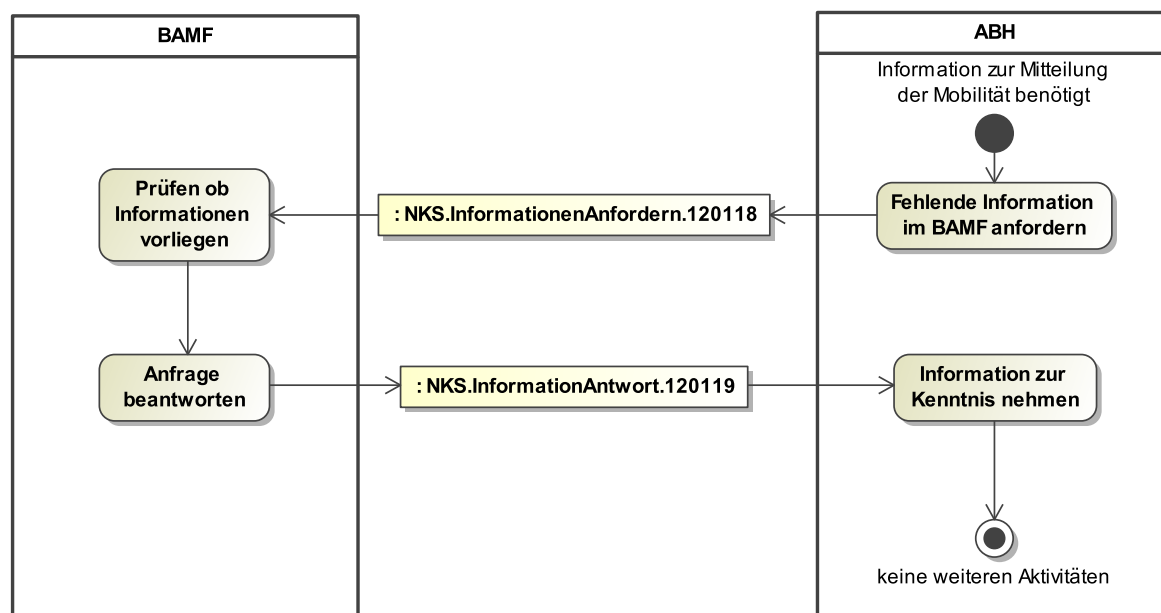 BAMF
ABH
Information zur Mitteilung
der Mobilität benötigt
Fehlende Information
im BAMF anfordern
: NKS.InformationenAnfordern.120118
Prüfen ob
Informationen
vorliegen
Anfrage
beantworten
: NKS.InformationAntwort.120119
Information zur
Kenntnis nehmen
keine weiteren Aktivitäten